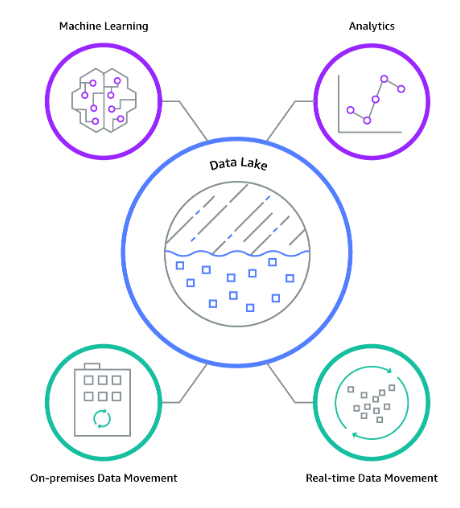 Machine Learning
Analytics
Data Lake
On-premises Data Movement
Real-time Data Movement